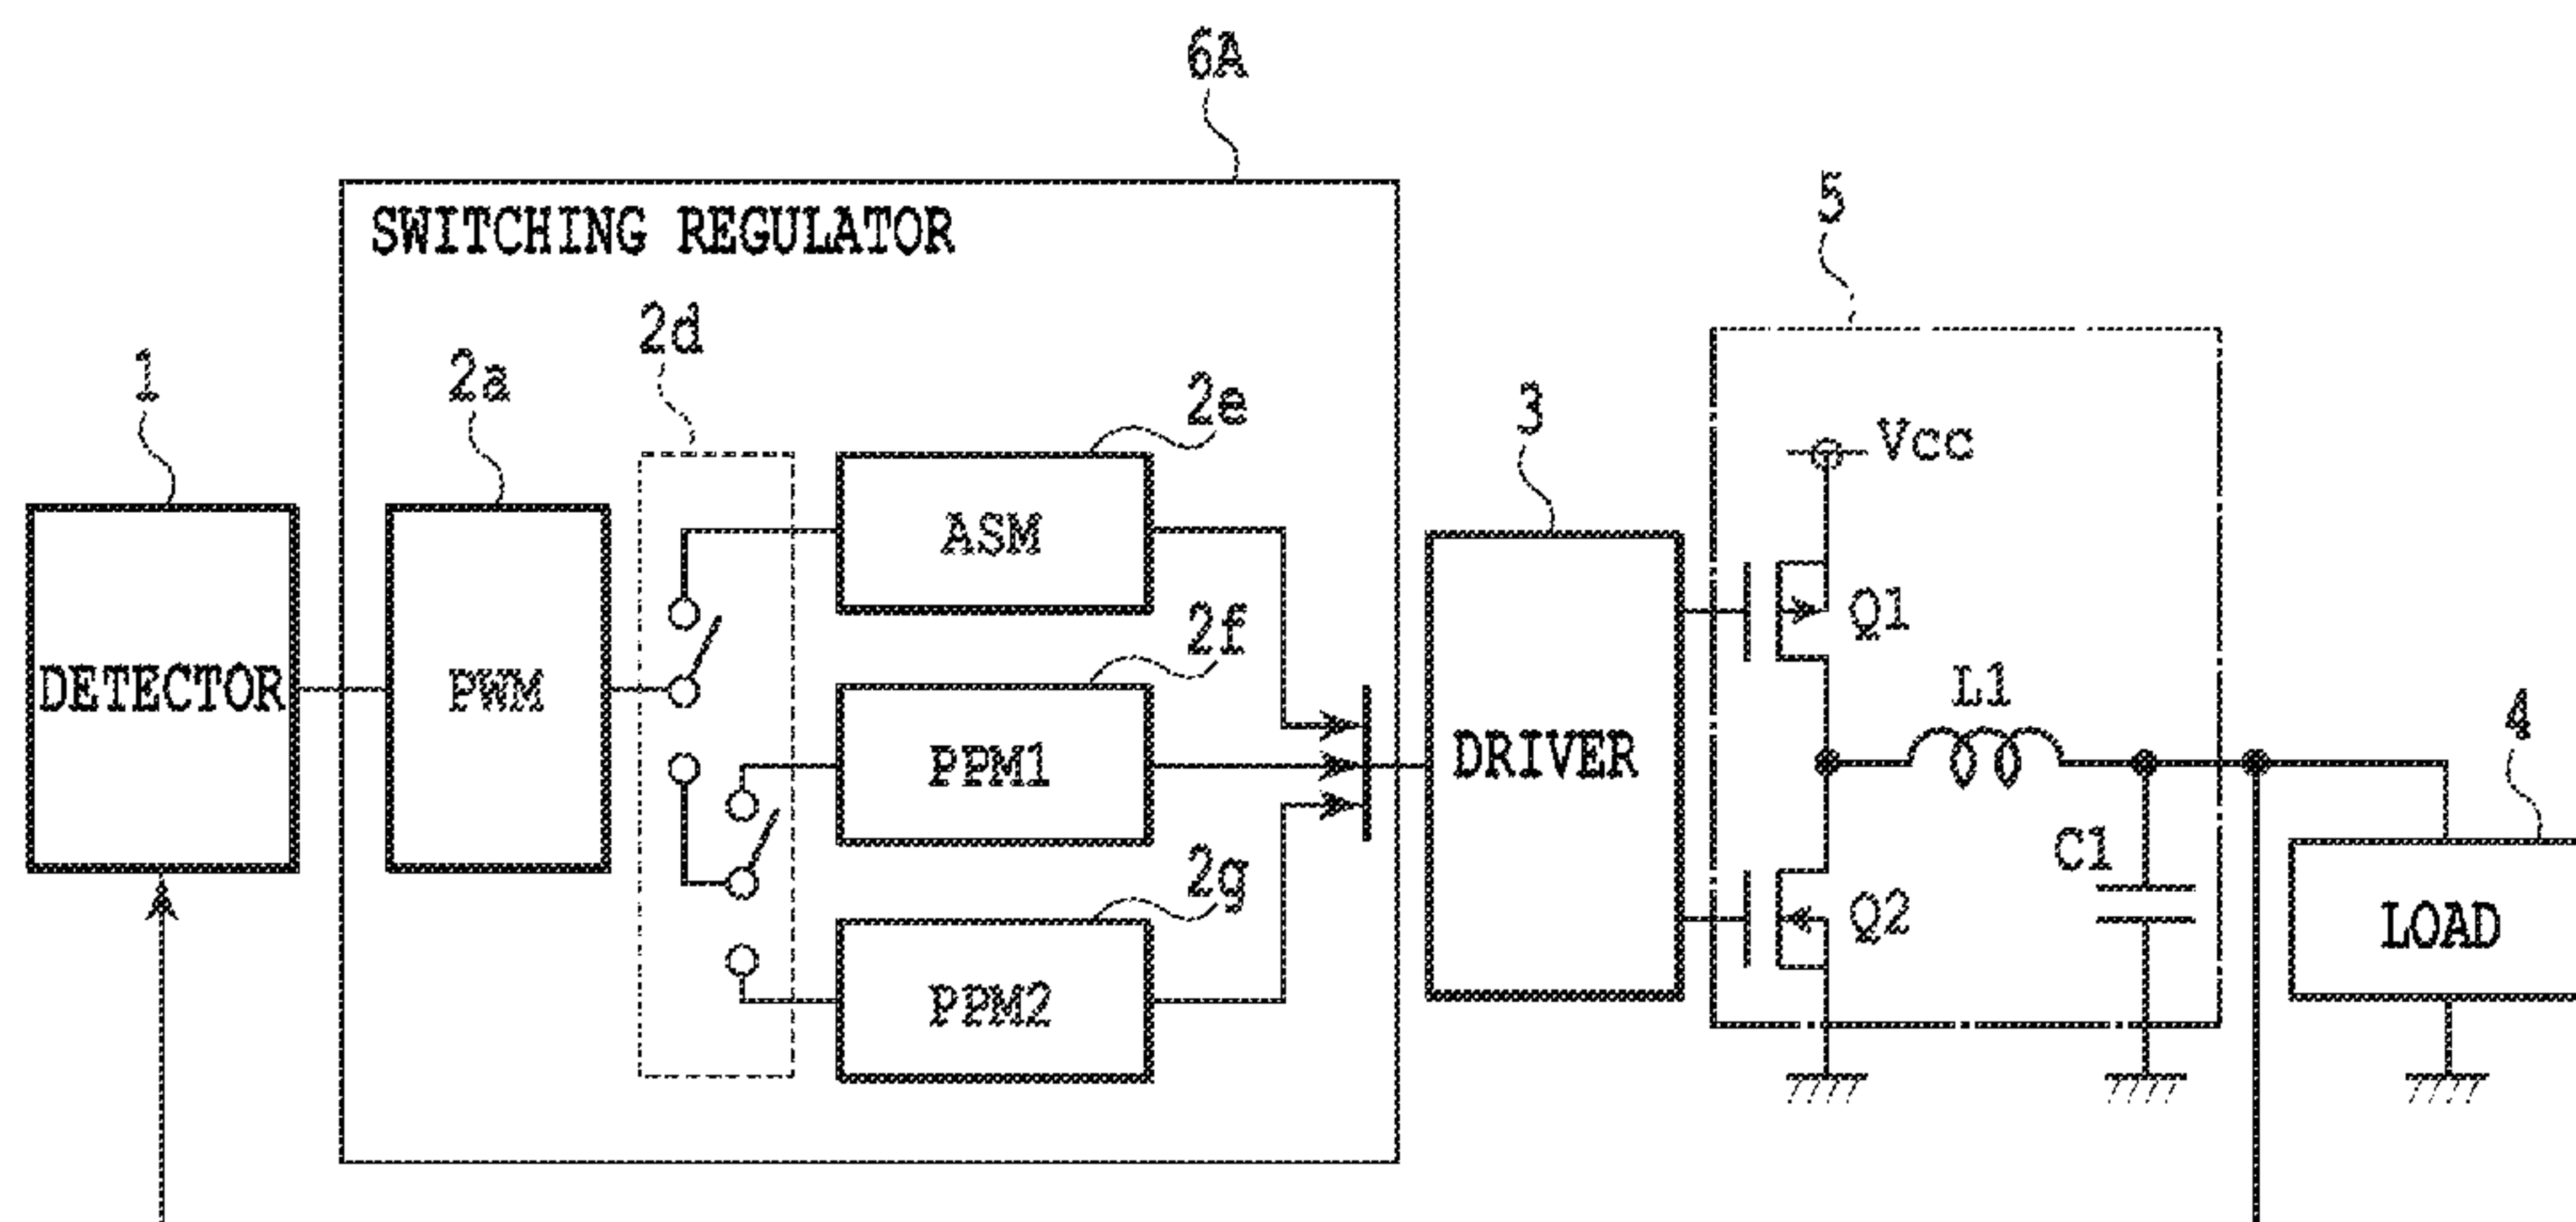 6A
SWITCHING REGULATOR
5
1
2a
2d
2e
3
Vcc
DETECTOR
PWM
ASM
2f
Q1
L1
4
PPM1
DRIVER
C1
2g
Q2
LOAD
PPM2